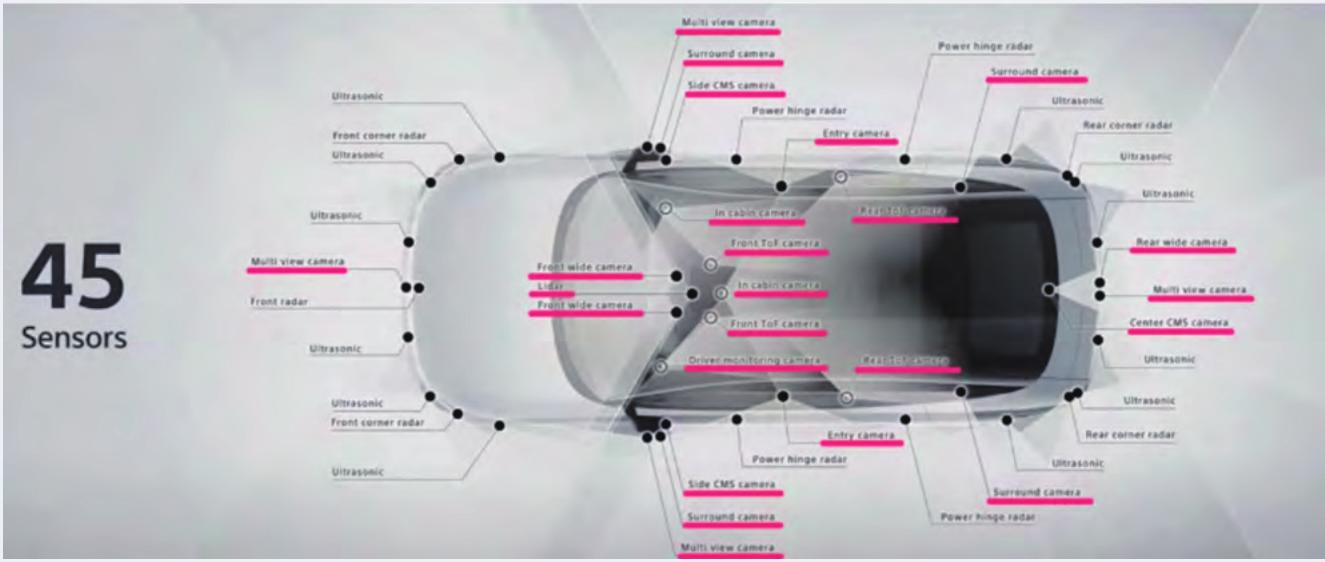 Multi view camera
Surround camera
Side CMS camera
Power hinge radar
Surround camera
Ultrasonic
Power hinge radar
Ultrasonic
Entry camera
Rear corner radar
Front corner radar
Ultrasonic
Ultrasonic
Ultrasonic
Ultrasonic
In cabin camera
Rear ToF camera
Front ToF camera
Rear wide camera
45
Sensors
Multi view camera
Front wide camera
Lidar
In cabin camera
Multi view camera
Front radar
Front wide camera
Front ToF camera
Center CMS camera
Ultrasonic
Driver monitoring camera
Rear ToF camera
Ultrasonic
Ultrasonic
Ultrasonic
Front corner radar
Entry camera
Rear corner radar
Power hinge radar
Ultrasonic
Ultrasonic
Side CMS camera
Surround camera
Surround camera
Power hinge radar
Multi view camera